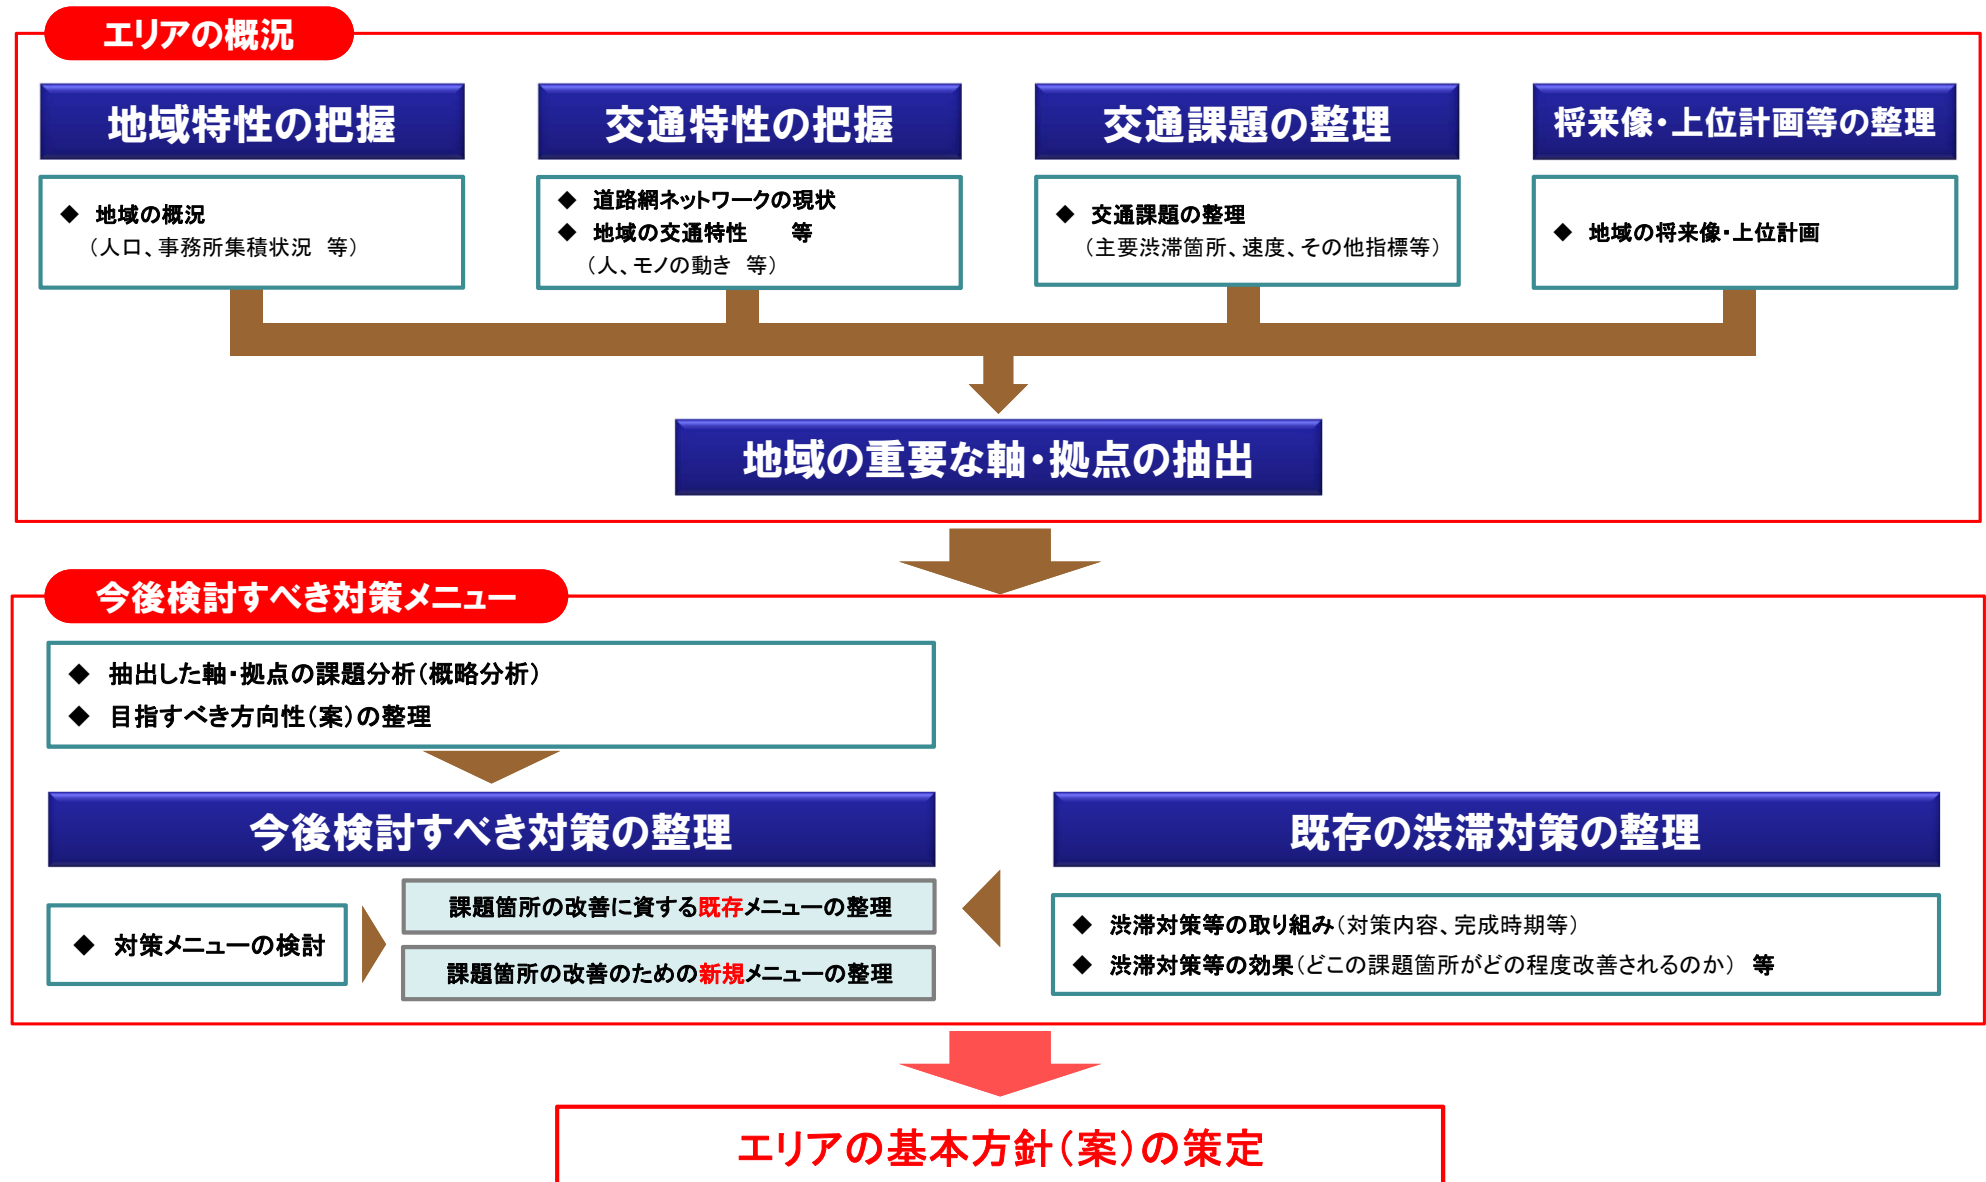 エリアの概況
地域特性の把握
◆ 地域の概況
（人口、事務所集積状況 等）
交通特性の把握
◆ 道路網ネットワークの現状
◆ 地域の交通特性 等
（人、モノの動き 等）
交通課題の整理
◆ 交通課題の整理
（主要渋滞箇所、速度、その他指標等）
将来像・上位計画等の整理
◆ 地域の将来像・上位計画
地域の重要な軸・拠点の抽出
今後検討すべき対策メニュー
◆ 抽出した軸・拠点の課題分析（概略分析）
◆ 目指すべき方向性（案）の整理
今後検討すべき対策の整理
◆ 対策メニューの検討
課題箇所の改善に資する既存メニューの整理
課題箇所の改善のための新規メニューの整理
既存の渋滞対策の整理
◆ 渋滞対策等の取り組み（対策内容、完成時期等）
◆ 渋滞対策等の効果（どこの課題箇所がどの程度改善されるのか） 等
エリアの基本方針（案）の策定